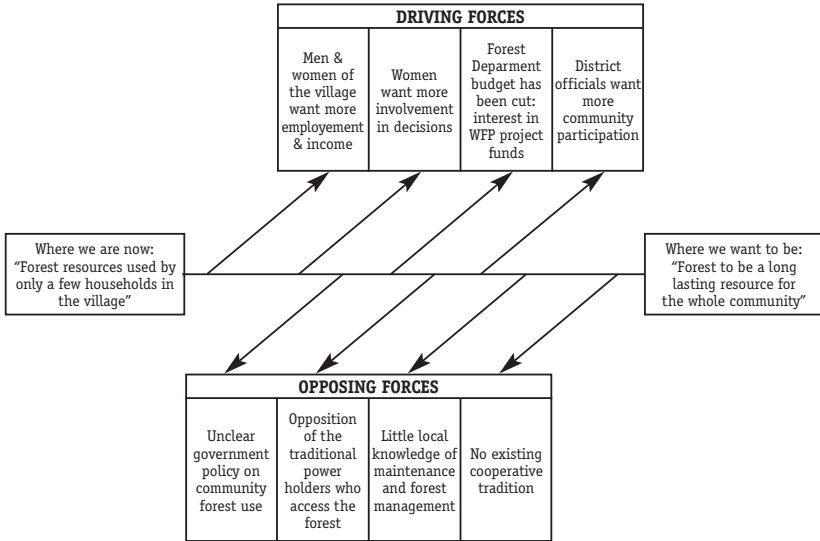 DRIVING FORCES
Men &
women of
the village
want more
employement
& income
Women
want more
involvement
in decisions
Forest
Deparment
budget has
been cut:
interest in
WFP project
funds
District
officials want
more
community
participation
Where we are now:
“Forest resources used by
only a few households in
the village”
Where we want to be:
“Forest to be a long
lasting resource for
the whole community”
OPPOSING FORCES
Unclear
government
policy on
community
forest use
Opposition
of the
traditional
power
holders who
access the
forest
Little local
knowledge of
maintenance
and forest
management
No existing
cooperative
tradition